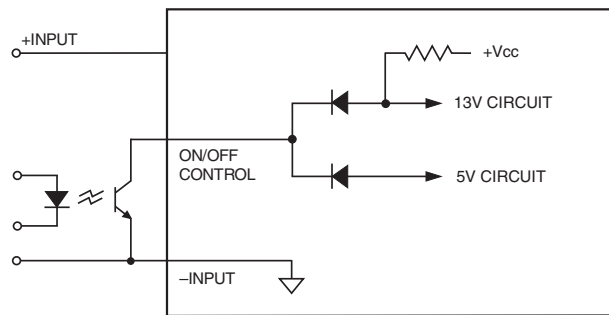 +INPUT
+Vcc
13V CIRCUIT
ON/OFF
CONTROL
5V CIRCUIT
–INPUT